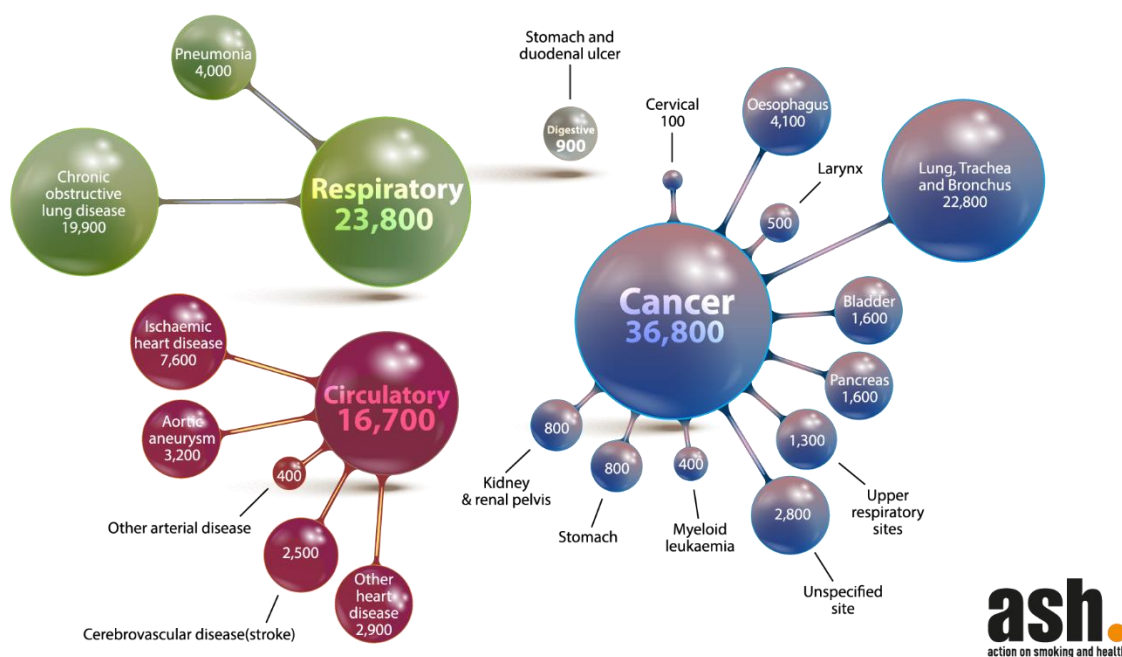 Pneumonia
4,000
Chronic
obstructive
lung disease
19,900
Respiratory
23,800
Stomach and
duodenal ulcer
Digestive
900
Cervical
100
Oesophagus
4,100
Larynx
500
Lung, Trachea
and Bronchus
22,800
Cancer
36,800
Bladder
1,600
Pancreas
1,600
1,300
Upper
respiratory
sites
2,800
Unspecified
site
400
Myeloid
leukaemia
800
Stomach
800
Kidney
& renal pelvis
Ischaemic
heart disease
7,600
Circulatory
16,700
Aortic
aneurysm
3,200
400
Other arterial disease
2,500
Cerebrovascular disease(stroke)
Other
heart
disease
2,900
ash.
action on smoking and health